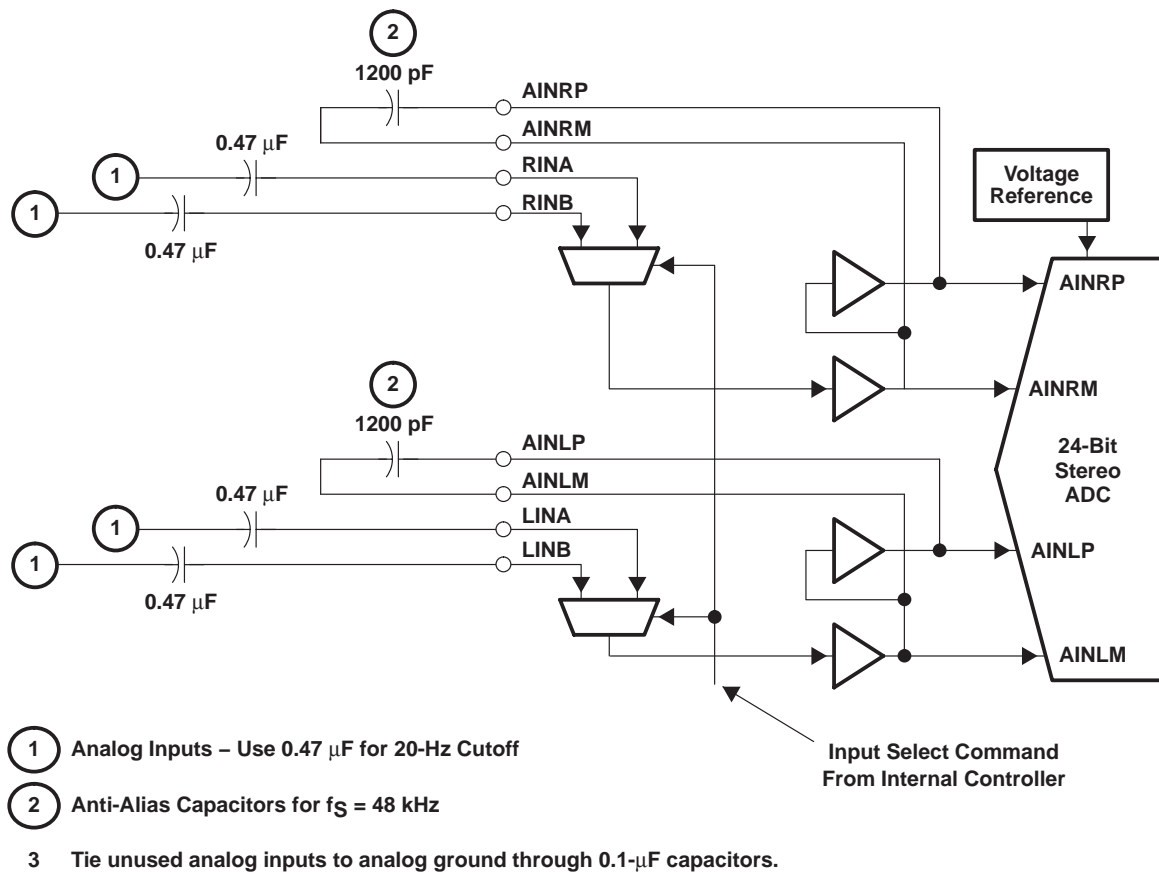 2
1200 pF
AINRP
AINRM
0.47 μF
RINA
1
RINB
1
0.47 μF
Voltage
Reference
AINRP
AINRM
2
1200 pF
AINLP
AINLM
0.47 μF
LINA
1
LINB
1
0.47 μF
24-Bit
Stereo
ADC
AINLP
AINLM
Input Select Command
From Internal Controller
1 Analog Inputs – Use 0.47 μF for 20-Hz Cutoff
2 Anti-Alias Capacitors for fS = 48 kHz
3 Tie unused analog inputs to analog ground through 0.1-μF capacitors.